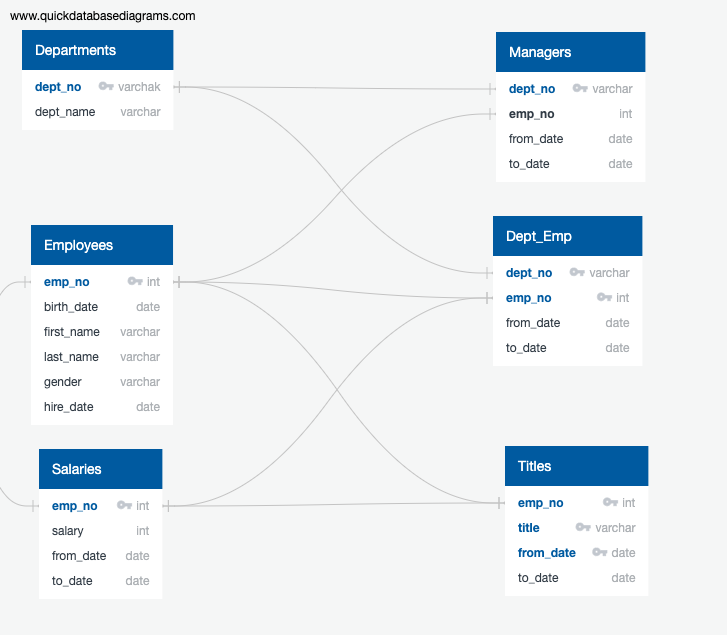 www.quickdatabasediagrams.com
Departments
dept_no varchak
dept_name varchar
Managers
dept_no varchar
emp_no int
from_date date
to_date date
Employees
emp_no int
birth_date date
first_name varchar
last_name varchar
gender varchar
hire_date date
Dept_Emp
dept_no varchar
emp_no int
from_date date
to_date date
Salaries
emp_no int
salary int
from_date date
to_date date
Titles
emp_no int
title varchar
from_date date
to_date date